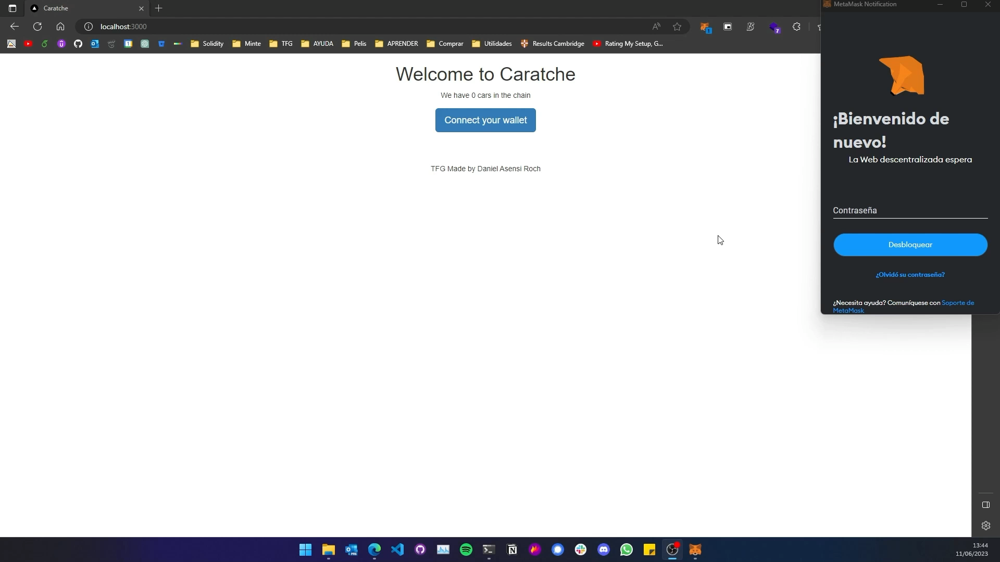 Caratche
MetaMask Notification
localhost:3000
1
7
Solidity
Minte
TFG
AYUDA
Pelis
APRENDER
Comprar
Utilidades
Results Cambridge
Rating My Setup, G...
Welcome to Caratche
We have 0 cars in the chain
Connect your wallet
TFG Made by Daniel Asensi Roch
¡Bienvenido de
nuevo!
La Web descentralizada espera
Contraseña
Desbloquear
¿Olvidó su contraseña?
¿Necesita ayuda? Comuníquese con Soporte de
MetaMask
PRE
13:44
11/06/2023